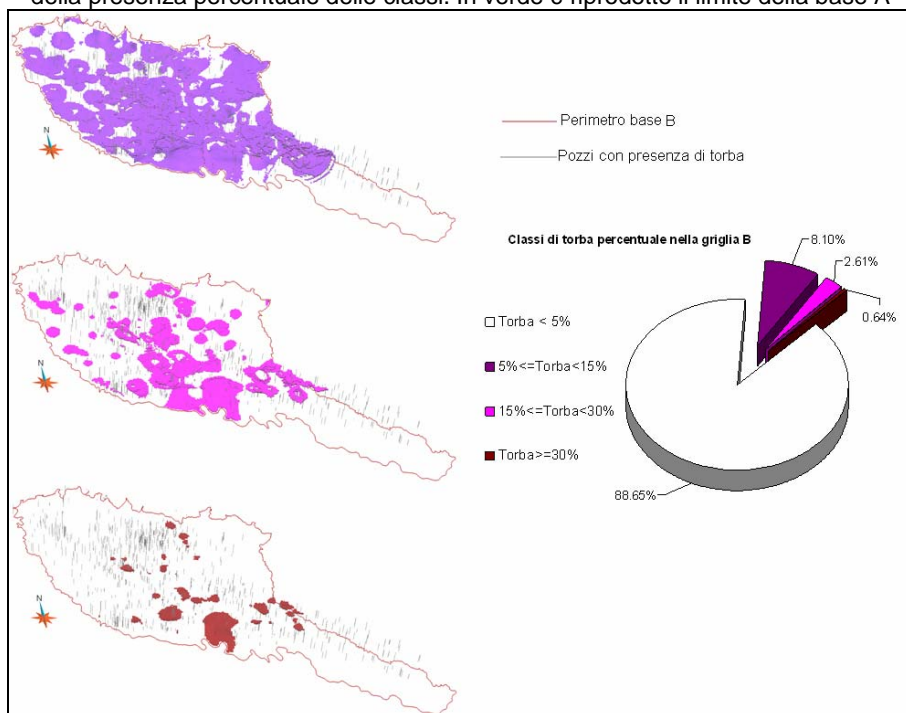 della presenza percentuale delle classi. In verde è riprodotto il limite della base A
N
Perimetro base B
Pozzi con presenza di torba
Classi di torba percentuale nella griglia B
8.10%
2.61%
0.64%
Torba < 5%
5%<=Torba<15%
15%<=Torba<30%
Torba>=30%
88.65%
N
N